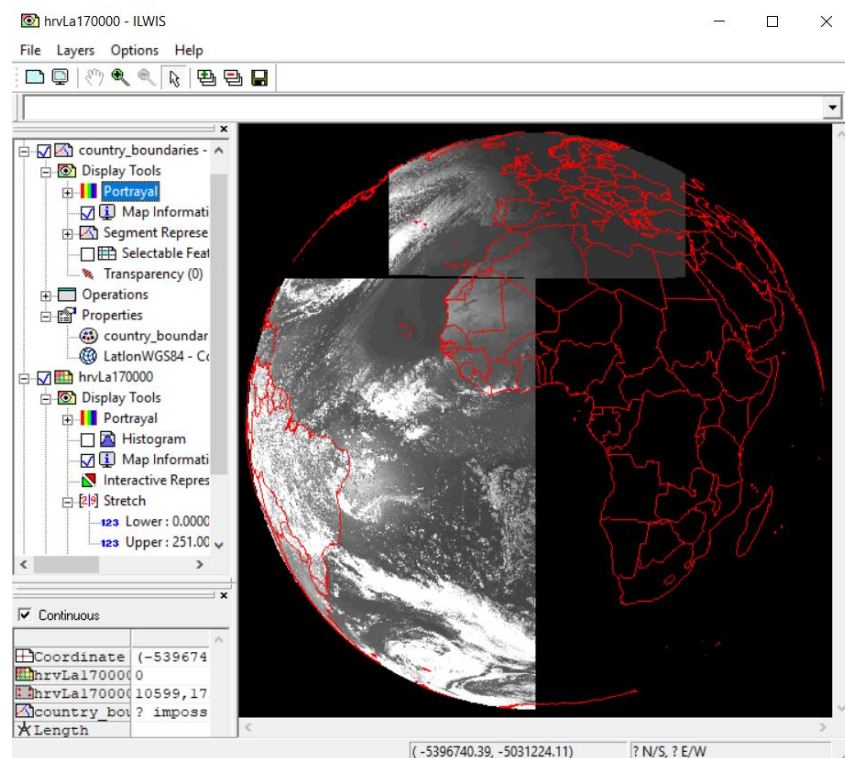 hrvLa170000 - ILWIS
File Layers Options Help
country_boundaries -
Display Tools
Portrayal
Map Informati
Segment Represe
Selectable Feat
Transparency (0)
Operations
Properties
country_boundar
LatlonWGS84 - Co
hrvLa170000
Display Tools
Portrayal
Histogram
Map Informati
Interactive Repres
Stretch
123 Lower : 0.0000
123 Upper : 251.00
Continuous
Coordinate (-539674
hrvLa170000 0
hrvLa170000 10599,17
country_bou ? imposs
Length
(-5396740.39, -5031224.11) ? N/S, ? E/W